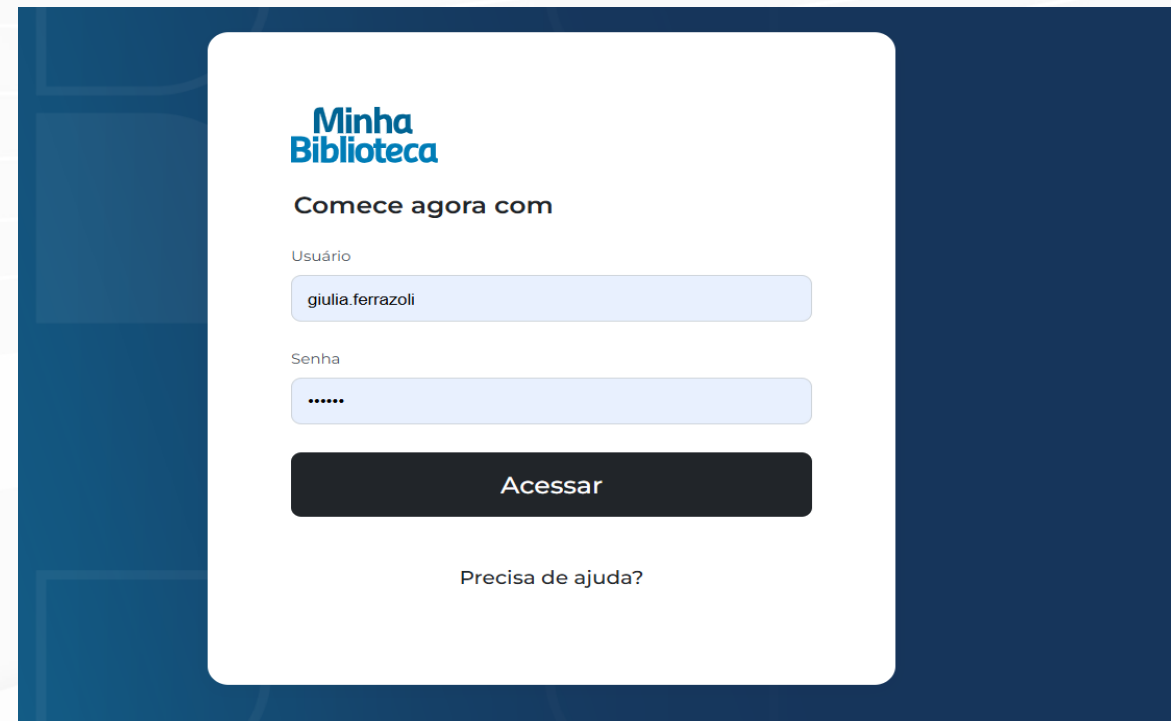 Minha
Biblioteca
Comece agora com
Usuário
giulia.ferrazoli
Senha
••••••
Acessar
Precisa de ajuda?